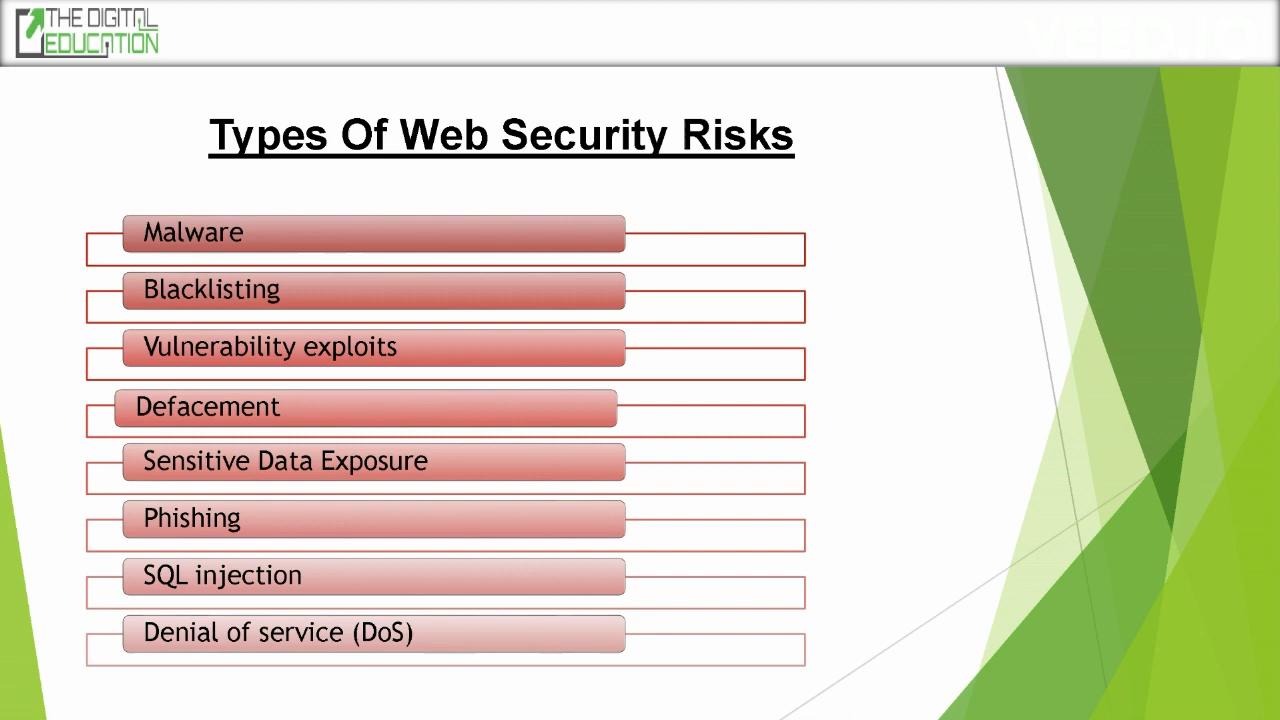 THE DIGITAL
EDUCATION
Types Of Web Security Risks
Malware
Blacklisting
Vulnerability exploits
Defacement
Sensitive Data Exposure
Phishing
SQL injection
Denial of service (DoS)